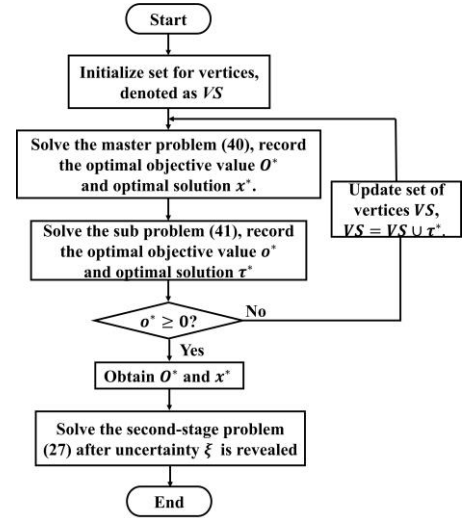 Start
Initialize set for vertices,
denoted as VS
Solve the master problem (40), record
the optimal objective value O*
and optimal solution x*.
Update set of
vertices VS,
VS = VS ∪ τ*.
Solve the sub problem (41), record
the optimal objective value o*
and optimal solution τ*
o* ≥ 0?
No
Yes
Obtain O* and x*
Solve the second-stage problem
(27) after uncertainty ξ is revealed
End